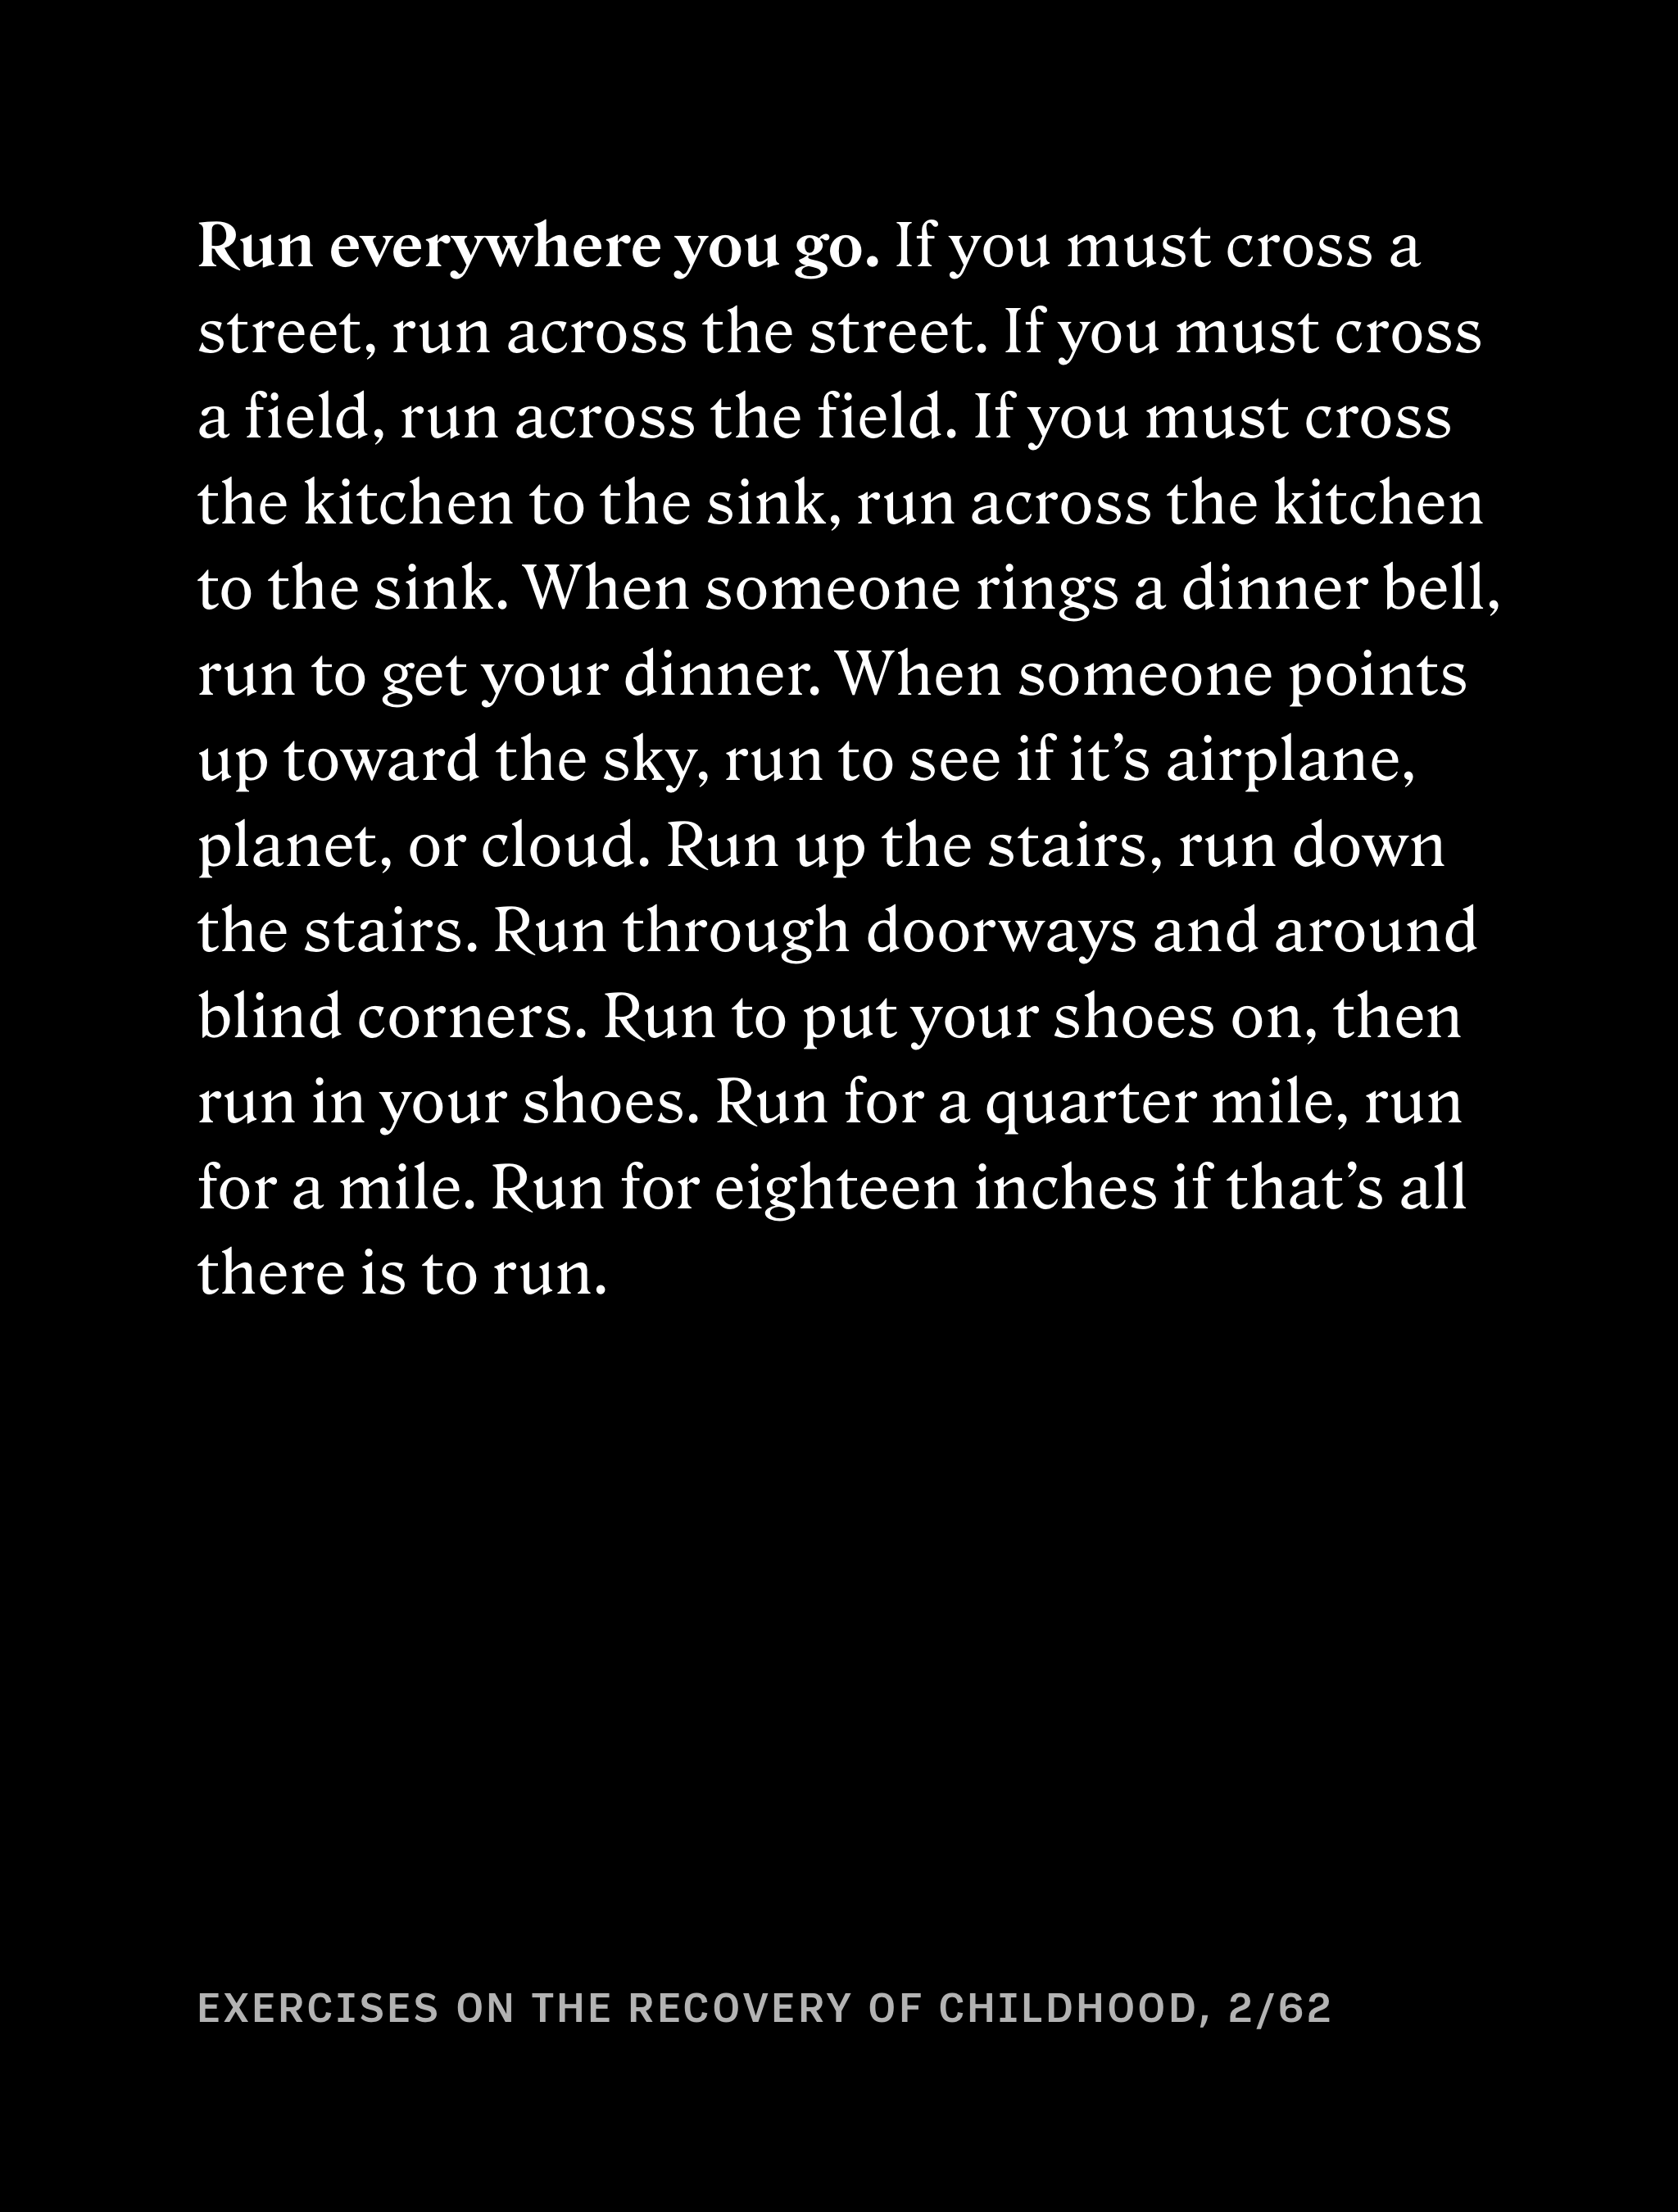 Run everywhere you go. If you must cross a
street, run across the street. If you must cross
a field, run across the field. If you must cross
the kitchen to the sink, run across the kitchen
to the sink. When someone rings a dinner bell,
run to get your dinner. When someone points
up toward the sky, run to see if it’s airplane,
planet, or cloud. Run up the stairs, run down
the stairs. Run through doorways and around
blind corners. Run to put your shoes on, then
run in your shoes. Run for a quarter mile, run
for a mile. Run for eighteen inches if that’s all
there is to run.
EXERCISES ON THE RECOVERY OF CHILDHOOD, 2/62